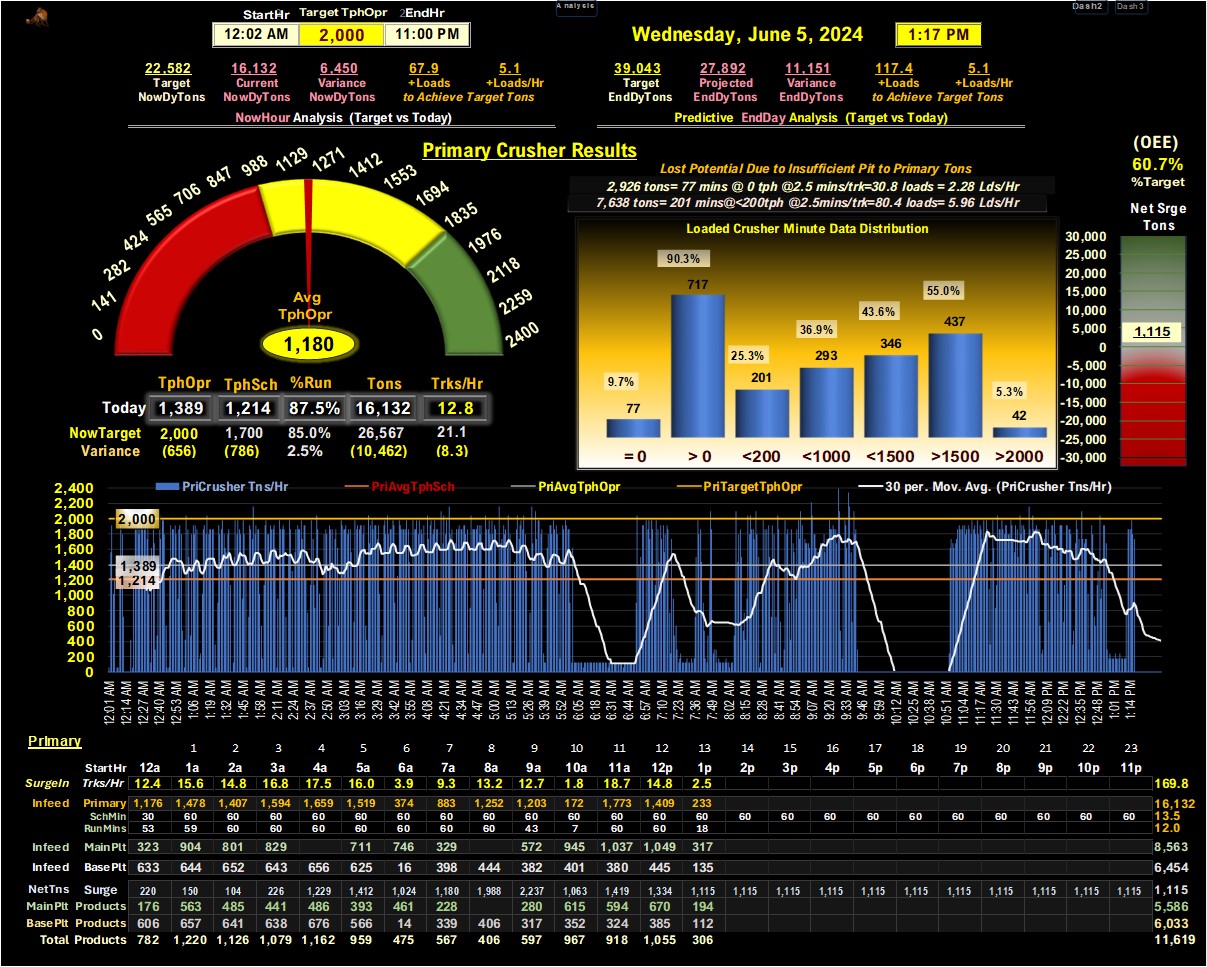 Analysis
Dash2 Dash3
StartHr Target TphOpr 2EndHr
12:02 AM 2,000 11:00 PM
Wednesday, June 5, 2024 1:17 PM
22,582 16,132 6,450 67.9 5.1
Target Current Variance +Loads +Loads/Hr
NowDyTons NowDyTons NowDyTons to Achieve Target Tons
NowHour Analysis (Target vs Today)
39,043 27,892 11,151 117.4 5.1
Target Projected Variance +Loads +Loads/Hr
EndDyTons EndDyTons EndDyTons to Achieve Target Tons
Predictive EndDay Analysis (Target vs Today)
(OEE)
60.7%
%Target
Primary Crusher Results
0 141 282 424 565 706 847 988 1129 1271 1412 1553 1694 1835 1976 2118 2259 2400
Avg
TphOpr
1,180
TphOpr TphSch %Run Tons Trks/Hr
Today 1,389 1,214 87.5% 16,132 12.8
NowTarget 2,000 1,700 85.0% 26,567 21.1
Variance (656) (786) 2.5% (10,462) (8.3)
Lost Potential Due to Insufficient Pit to Primary Tons
2,926 tons= 77 mins @ 0 tph @2.5 mins/trk=30.8 loads = 2.28 Lds/Hr
7,638 tons= 201 mins@<200tph @2.5mins/trk=80.4 loads= 5.96 Lds/Hr
Loaded Crusher Minute Data Distribution
9.7% 90.3% 25.3% 36.9% 43.6% 55.0% 5.3%
77 717 201 293 346 437 42
= 0 > 0 <200 <1000 <1500 >1500 >2000
Net Srge
Tons
30,000
25,000
20,000
15,000
10,000
5,000
0
-5,000
-10,000
-15,000
-20,000
-25,000
-30,000
1,115
PriCrusher Tns/Hr PriAvgTphSch PriAvgTphOpr PriTargetTphOpr 30 per. Mov. Avg. (PriCrusher Tns/Hr)
2,400
2,200
2,000
1,800
1,600
1,400
1,200
1,000
800
600
400
200
0
2,000
1,389
1,214
12:01 AM 12:14 AM 12:27 AM 12:40 AM 12:53 AM 1:06 AM 1:19 AM 1:32 AM 1:45 AM 1:58 AM 2:11 AM 2:24 AM 2:37 AM 2:50 AM 3:03 AM 3:16 AM 3:29 AM 3:42 AM 3:55 AM 4:08 AM 4:21 AM 4:34 AM 4:47 AM 5:00 AM 5:13 AM 5:26 AM 5:39 AM 5:52 AM 6:05 AM 6:18 AM 6:31 AM 6:44 AM 6:57 AM 7:10 AM 7:23 AM 7:36 AM 7:49 AM 8:02 AM 8:15 AM 8:28 AM 8:41 AM 8:54 AM 9:07 AM 9:20 AM 9:33 AM 9:46 AM 9:59 AM 10:12 AM 10:25 AM 10:38 AM 10:51 AM 11:04 AM 11:17 AM 11:30 AM 11:43 AM 11:56 AM 12:09 PM 12:22 PM 12:35 PM 12:48 PM 1:01 PM 1:14 PM
Primary
1 2 3 4 5 6 7 8 9 10 11 12 13 14 15 16 17 18 19 20 21 22 23
StartHr 12a 1a 2a 3a 4a 5a 6a 7a 8a 9a 10a 11a 12p 1p 2p 3p 4p 5p 6p 7p 8p 9p 10p 11p
SurgeIn Trks/Hr 12.4 15.6 14.8 16.8 17.5 16.0 3.9 9.3 13.2 12.7 1.8 18.7 14.8 2.5 169.8
Infeed Primary 1,176 1,478 1,407 1,594 1,659 1,519 374 883 1,252 1,203 172 1,773 1,409 233 16,132
SchMin 30 60 60 60 60 60 60 60 60 60 60 60 60 60 60 60 60 60 60 60 60 60 60 60 13.5
RunMins 53 59 60 60 60 60 60 60 60 43 7 60 60 18 12.0
Infeed MainPlt 323 904 801 829 711 746 329 572 945 1,037 1,049 317 8,563
Infeed BasePlt 633 644 652 643 656 625 16 398 444 382 401 380 445 135 6,454
NetTns Surge 220 150 104 226 1,229 1,412 1,024 1,180 1,988 2,237 1,063 1,419 1,334 1,115 1,115 1,115 1,115 1,115 1,115 1,115 1,115 1,115 1,115 1,115 1,115
MainPlt Products 176 563 485 441 486 393 461 228 280 615 594 670 194 5,586
BasePlt Products 606 657 641 638 676 566 14 339 406 317 352 324 385 112 6,033
Total Products 782 1,220 1,126 1,079 1,162 959 475 567 406 597 967 918 1,055 306 11,619